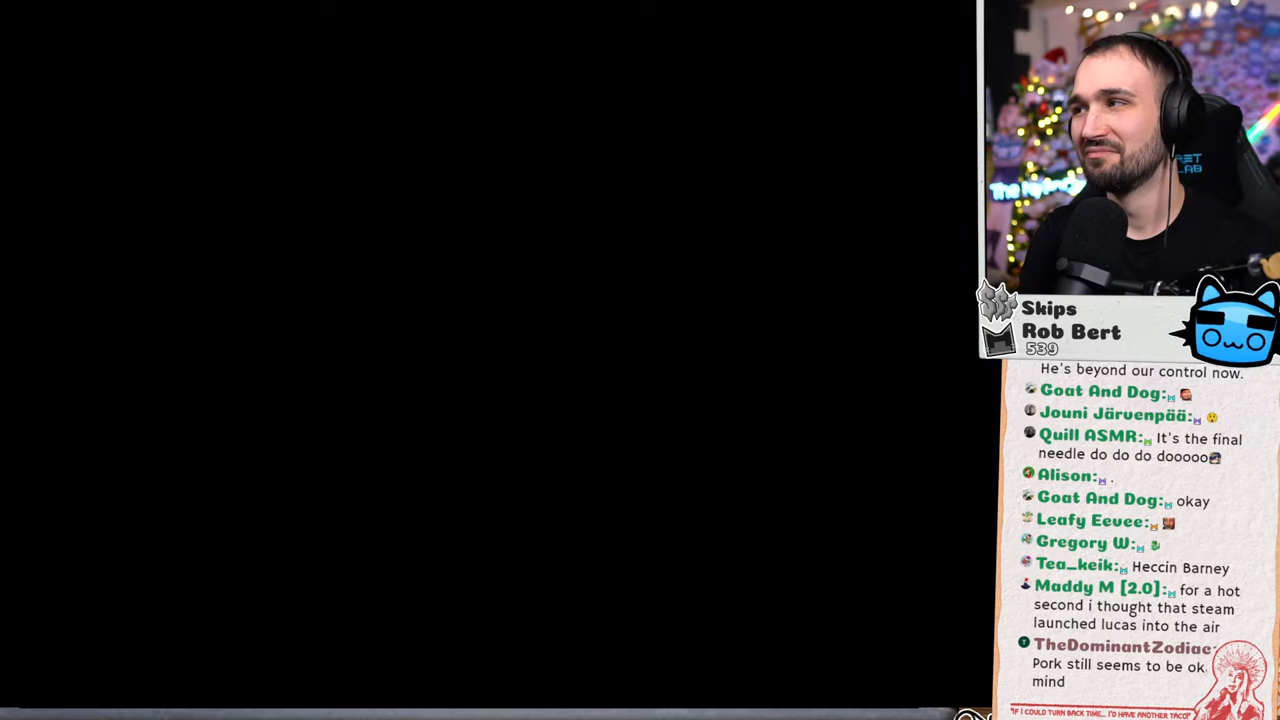 RET
LAB
Skips
Rob Bert
539
He's beyond our control now.
Goat And Dog:
Jouni Järvenpää:
Quill ASMR: It's the final
needle do do do dooooo
Alison: .
Goat And Dog: okay
Leafy Eevee:
Gregory W:
Tea_keik: Heccin Barney
Maddy M [2.0]: for a hot
second i thought that steam
launched lucas into the air
TheDominantZodiac:
Pork still seems to be ok
mind
"IF I COULD TURN BACK TIME... I'D HAVE ANOTHER TACO"